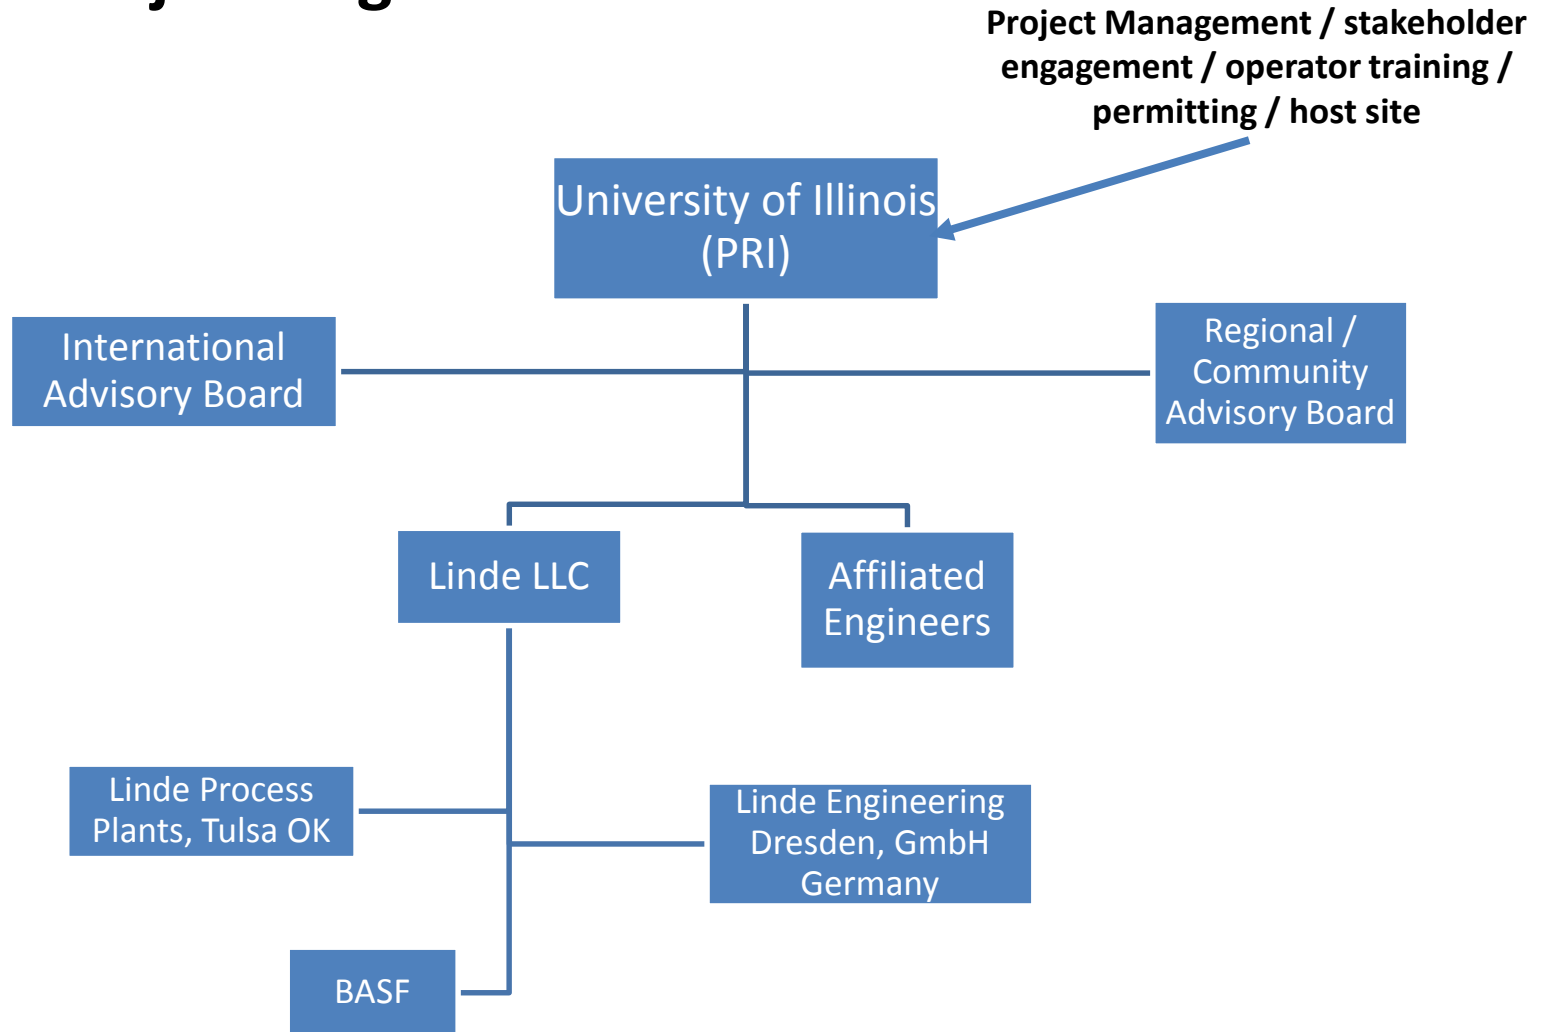 Project Management / stakeholder
engagement / operator training /
permitting / host site
University of Illinois
(PRI)
International
Advisory Board
Regional /
Community
Advisory Board
Linde LLC
Affiliated
Engineers
Linde Process
Plants, Tulsa OK
Linde Engineering
Dresden, GmbH
Germany
BASF